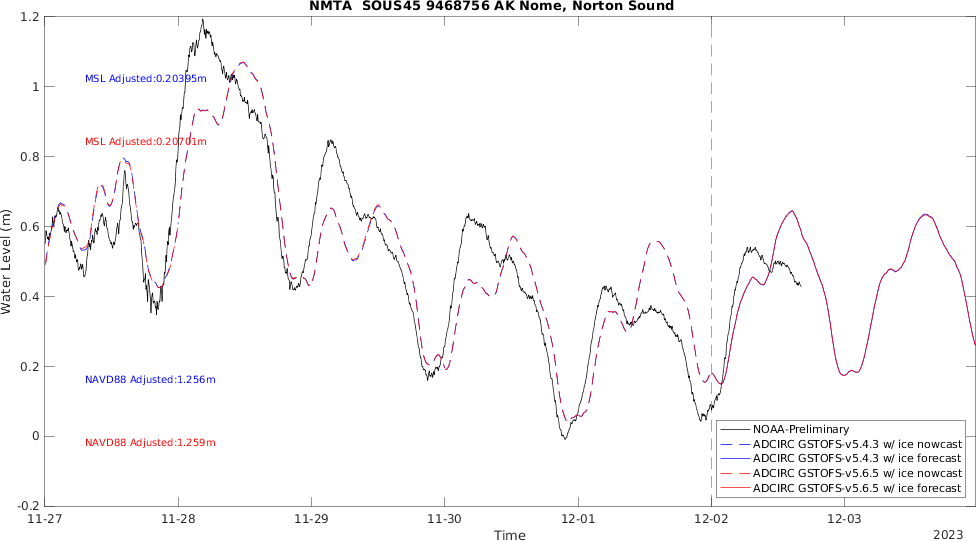 NMTA SOUS45 9468756 AK Nome, Norton Sound
1.2
1
0.8
0.6
0.4
0.2
0
-0.2
Water Level (m)
MSL Adjusted:0.20395m
MSL Adjusted:0.20701m
NAVD88 Adjusted:1.256m
NAVD88 Adjusted:1.259m
NOAA-Preliminary
ADCIRC GSTOFS-v5.4.3 w/ ice nowcast
ADCIRC GSTOFS-v5.4.3 w/ ice forecast
ADCIRC GSTOFS-v5.6.5 w/ ice nowcast
ADCIRC GSTOFS-v5.6.5 w/ ice forecast
11-27 11-28 11-29 11-30 12-01 12-02 12-03
Time
2023